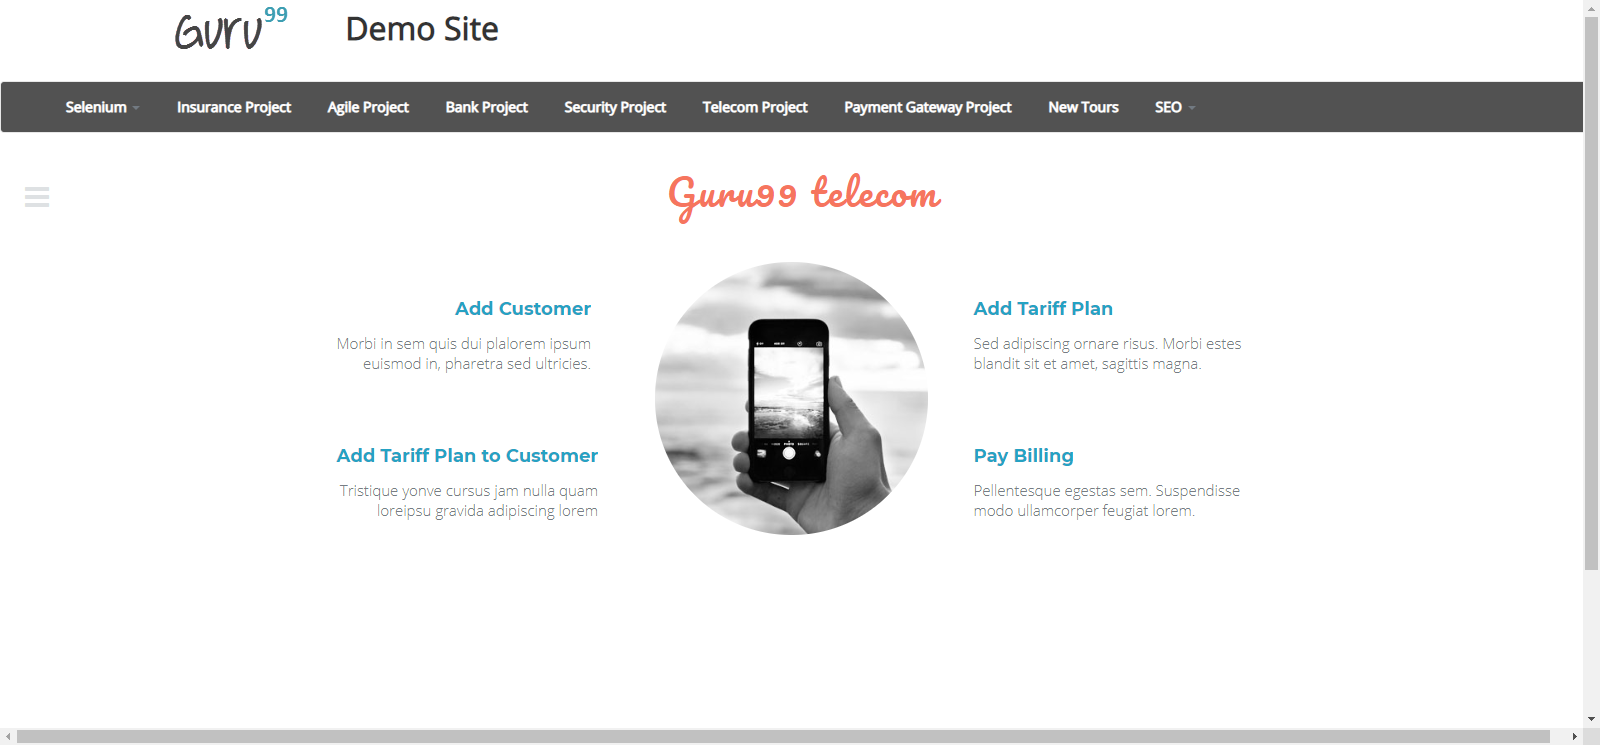 Guru99 Demo Site
Selenium Insurance Project Agile Project Bank Project Security Project Telecom Project Payment Gateway Project New Tours SEO
Guru99 telecom
Add Customer
Morbi in sem quis dui plalorem ipsum
euismod in, pharetra sed ultricies.
Add Tariff Plan
Sed adipiscing ornare risus. Morbi estes
blandit sit et amet, sagittis magna.
Add Tariff Plan to Customer
Tristique yonve cursus jam nulla quam
loreipsu gravida adipiscing lorem
Pay Billing
Pellentesque egestas sem. Suspendisse
modo ullamcorper feugiat lorem.